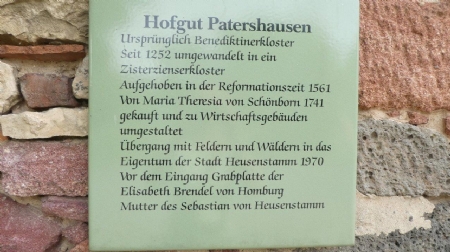 Hofgut Patershausen
Ursprünglich Benediktinerkloster
Seit 1252 umgewandelt in ein
Zisterzienserkloster
Aufgehoben in der Reformationszeit 1561
Von Maria Theresia von Schönborn 1741
gekauft und zu Wirtschaftsgebäuden
umgestaltet
Übergang mit Feldern und Wäldern in das
Eigentum der Stadt Heusenstamm 1970
Vor dem Eingang Grabplatte der
Elisabeth Brendel von Homburg
Mutter des Sebastian von Heusenstamm